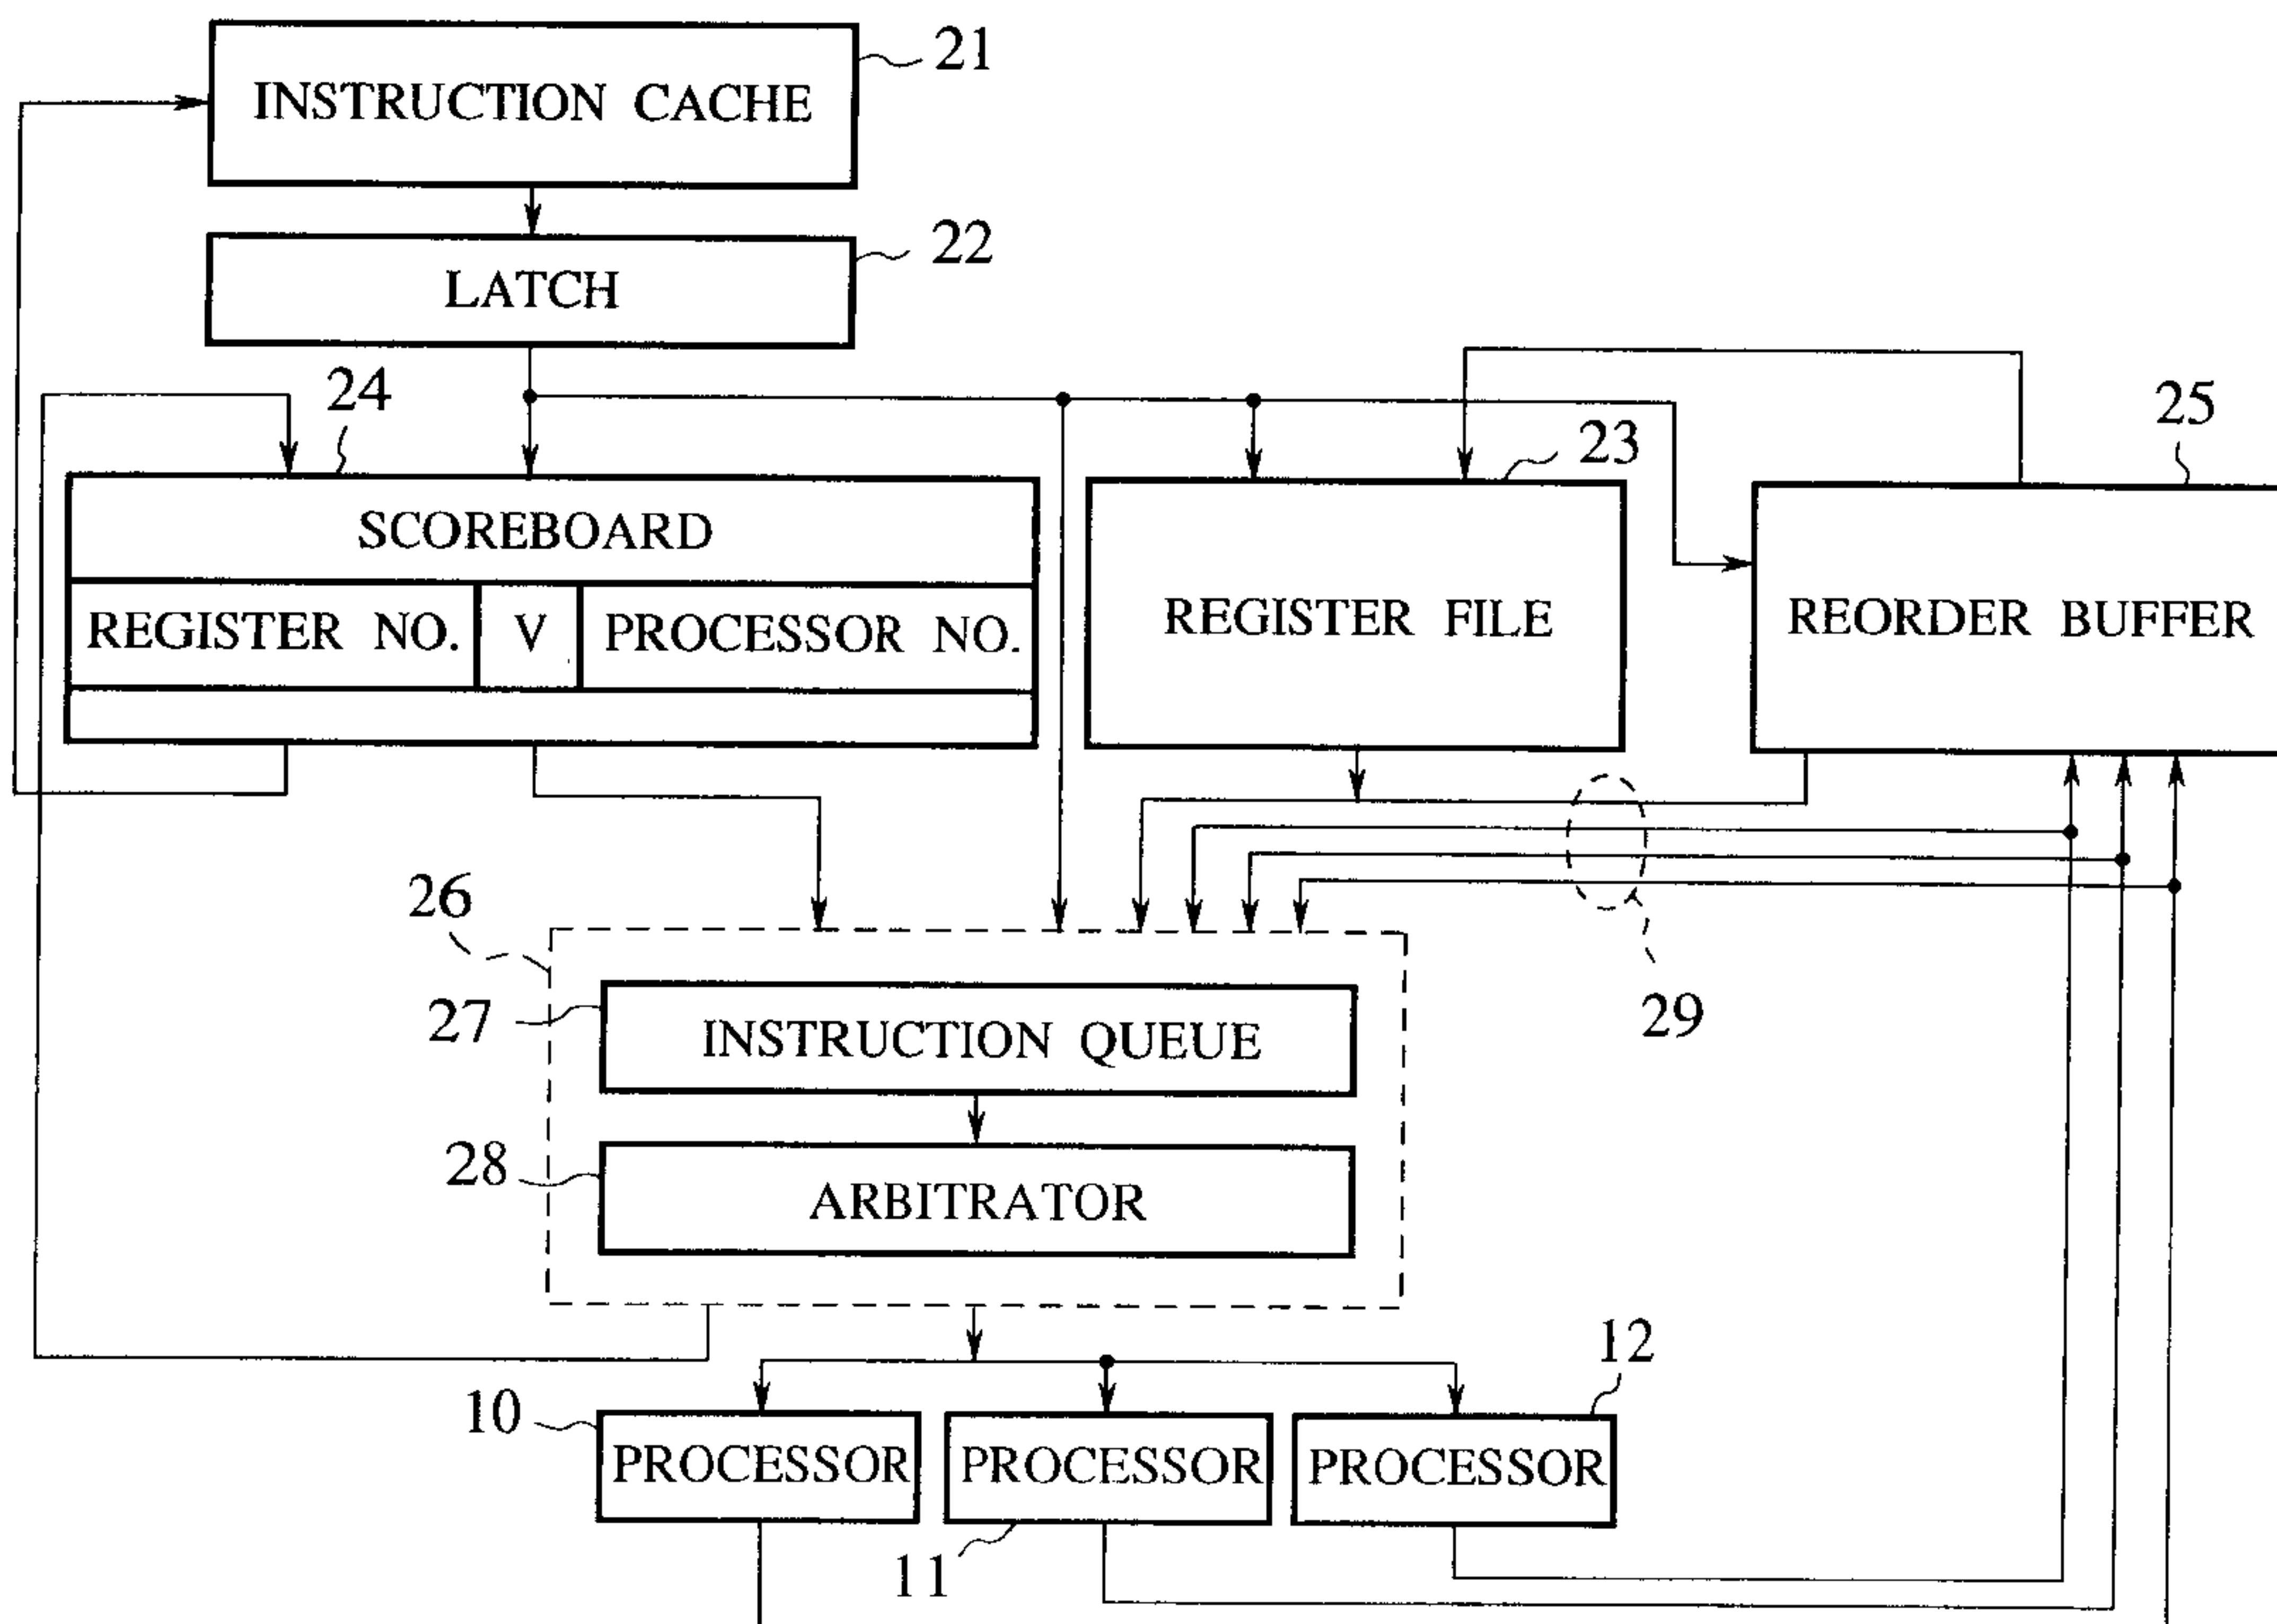 21
INSTRUCTION CACHE
22
LATCH
24
25
23
SCOREBOARD
REGISTER NO. V PROCESSOR NO.
REGISTER FILE
REORDER BUFFER
26
27
INSTRUCTION QUEUE
29
28
ARBITRATOR
12
10
PROCESSOR
PROCESSOR
PROCESSOR
11